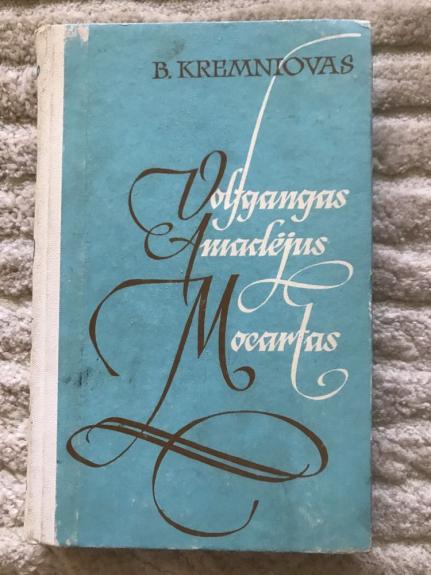 B. KREMNIOVAS
Volfgangas
Amadėjus
Mocartas